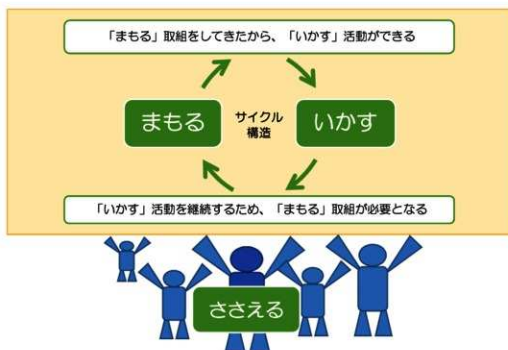 「まもる」取組をしてきたから、「いかす」活動ができる
まもる
サイクル
構造
いかす
「いかす」活動を継続するため、「まもる」取組が必要となる
ささえる